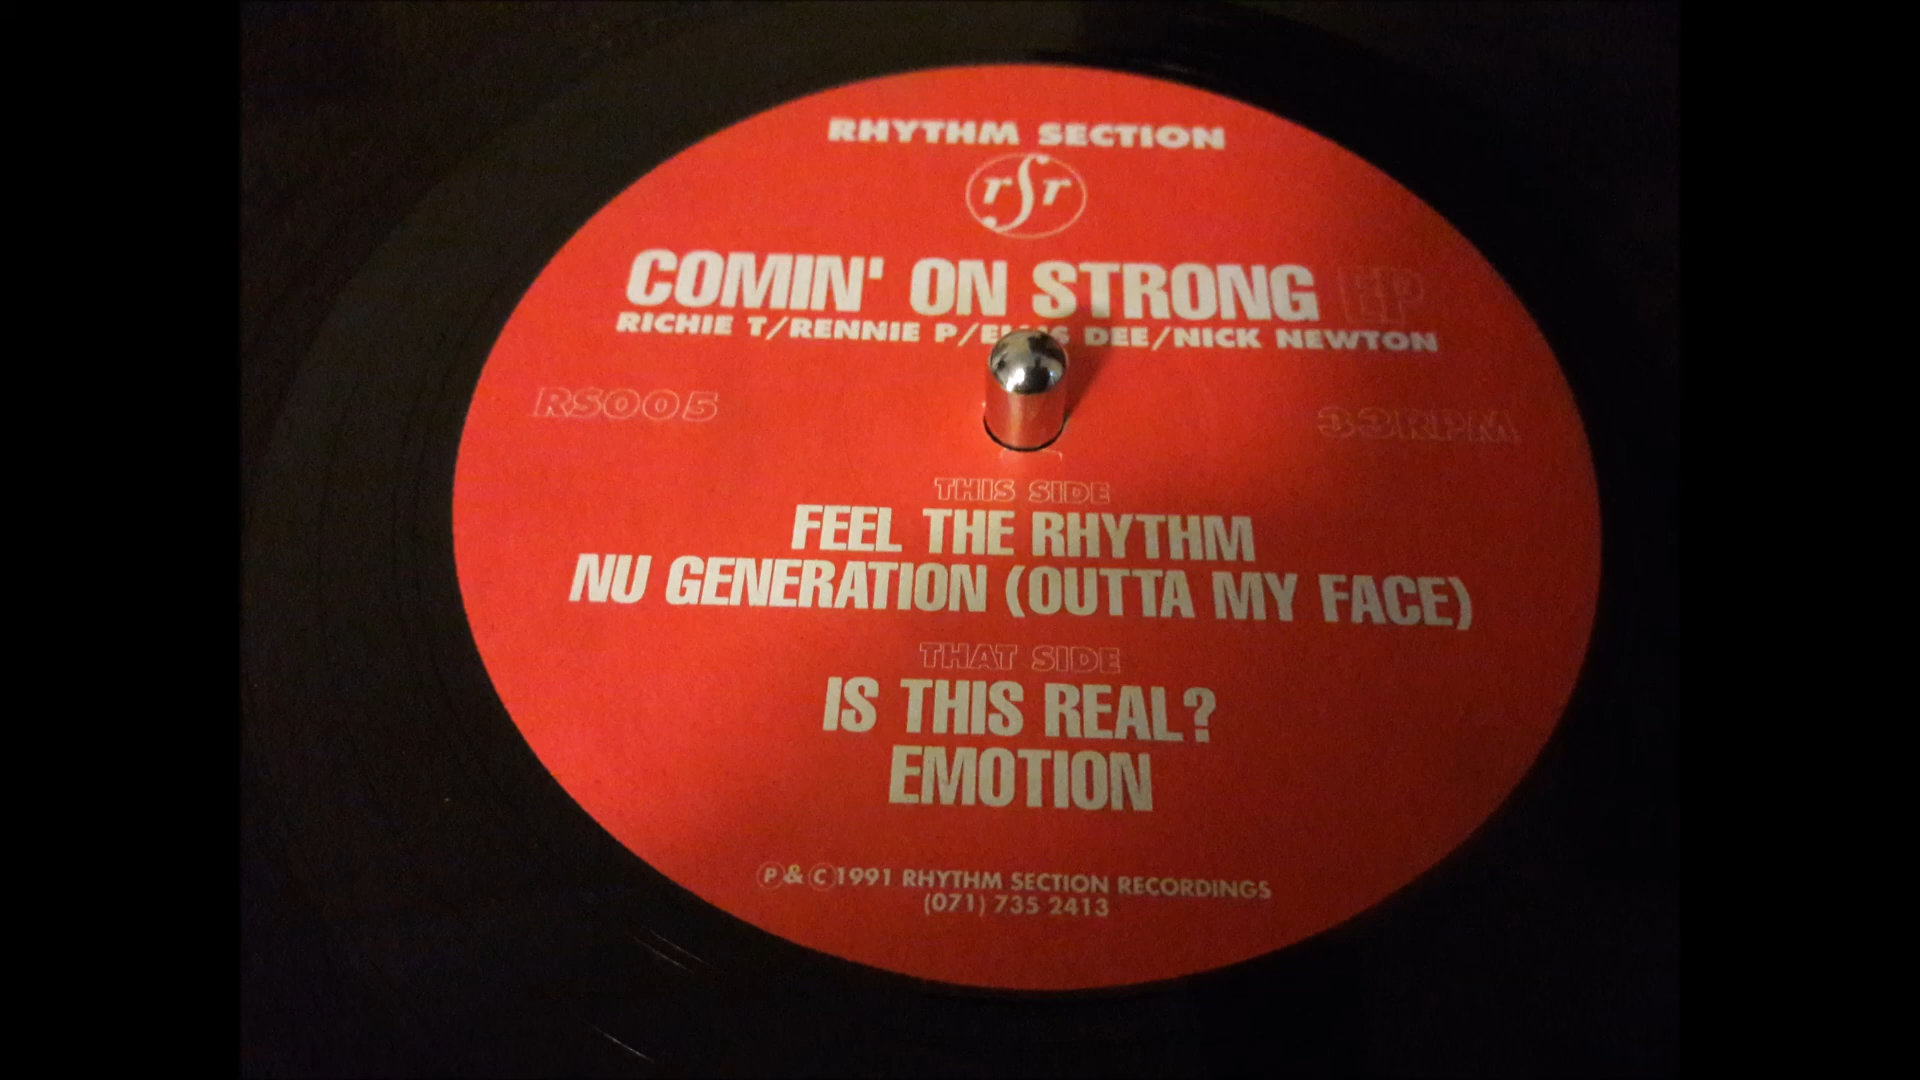 RHYTHM SECTION
rsr
COMIN' ON STRONG EP
RICHIE T/RENNIE P/ DEE/NICK NEWTON
RS005
33RPM
THIS SIDE
FEEL THE RHYTHM
NU GENERATION (OUTTA MY FACE)
THAT SIDE
IS THIS REAL?
EMOTION
Ⓟ & ©1991 RHYTHM SECTION RECORDINGS
(071) 735 2413